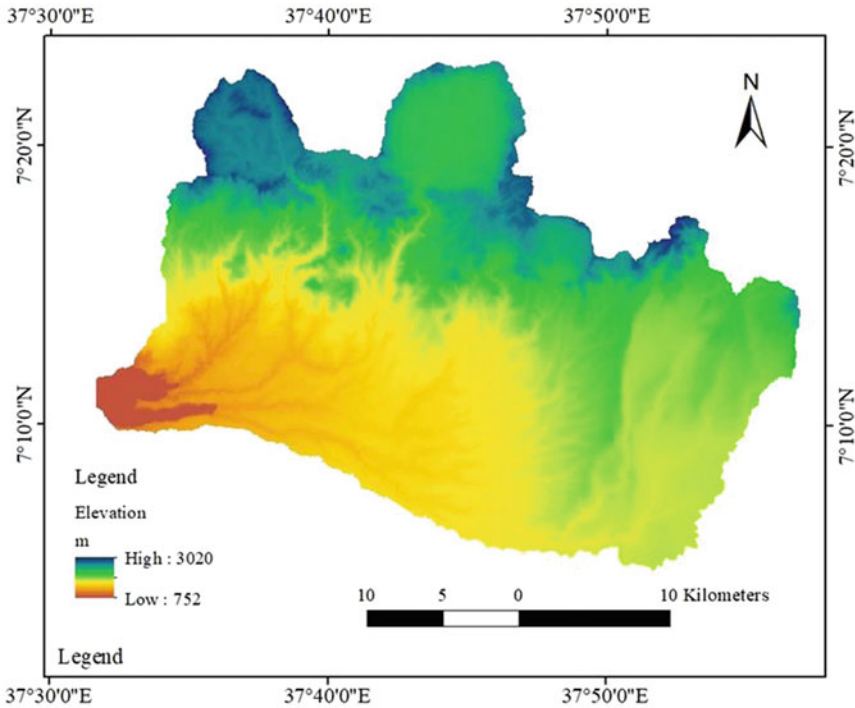 37°30'0"E 37°40'0"E 37°50'0"E
N
7°20'0"N 7°20'0"N
7°10'0"N 7°10'0"N
Legend
Elevation
m
High : 3020
Low : 752
10 5 0 10 Kilometers
Legend
37°30'0"E 37°40'0"E 37°50'0"E